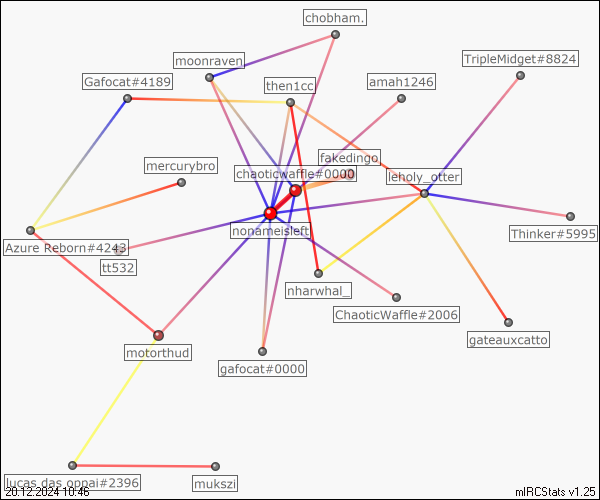 chobham.
moonraven
TripleMidget#8824
Gafocat#4189
then1cc
amah1246
fakedingo
mercurybro
chaoticwaffle#0000
leholy_otter
nonameisleft
Thinker#5995
Azure Reborn#4243
tt532
nharwhal_
ChaoticWaffle#2006
gateauxcatto
motorthud
gafocat#0000
lucas das oppai#2396
mukszi
20.12.2024 10:46
mIRCStats v1.25